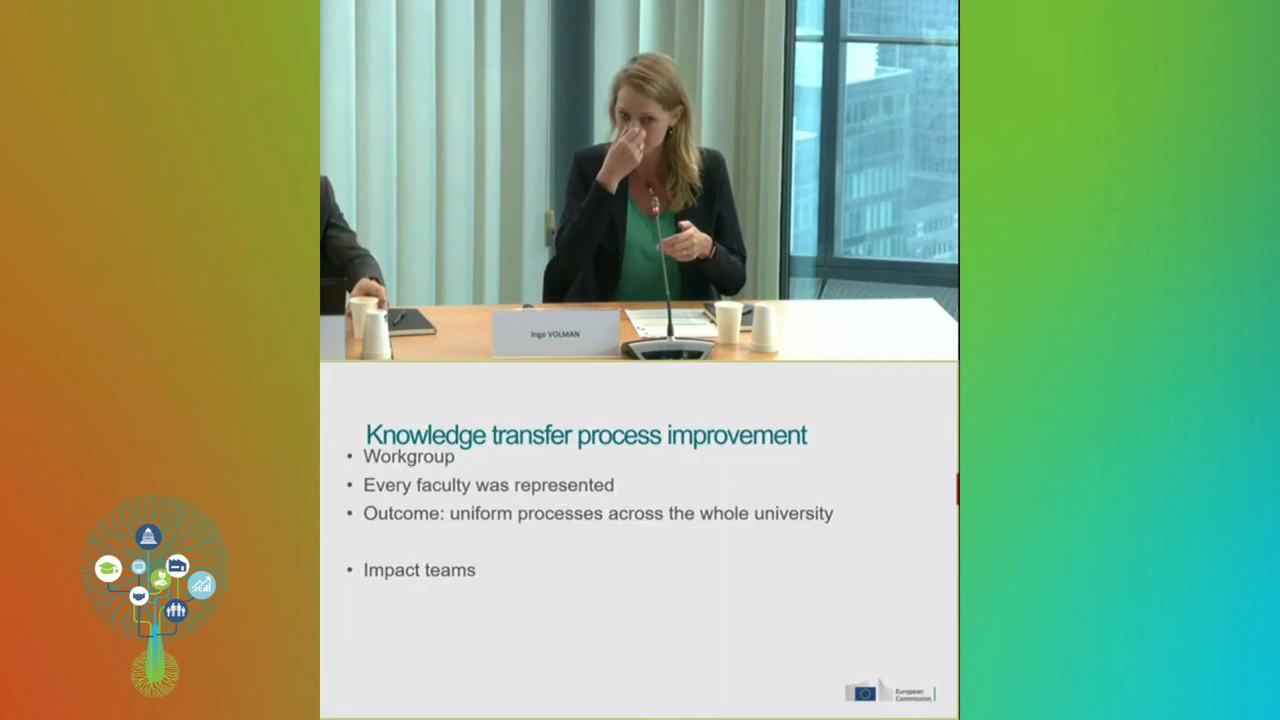 Inge VOLMAN
Knowledge transfer process improvement
• Workgroup
• Every faculty was represented
• Outcome: uniform processes across the whole university
• Impact teams
European
Commission